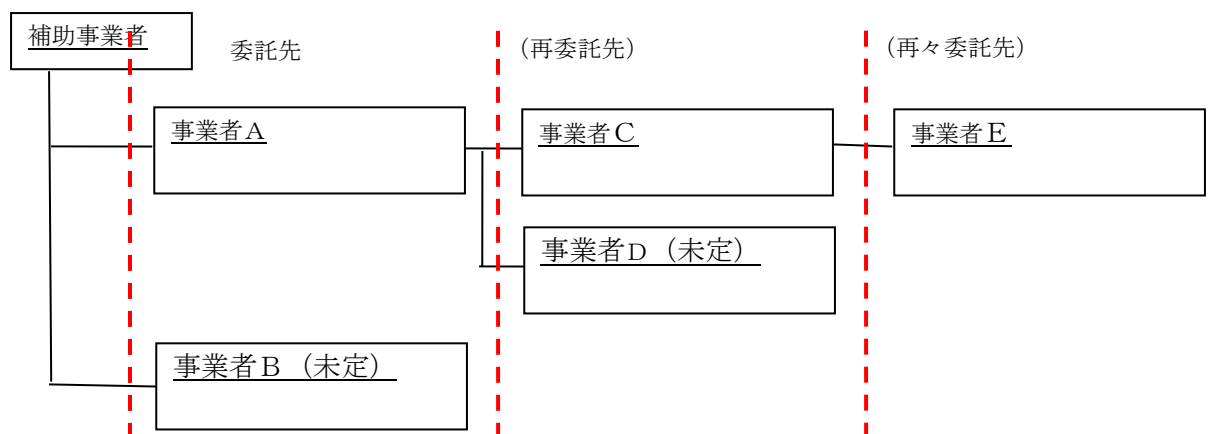 補助事業者
委託先
（再委託先）
（再々委託先）
事業者Ａ
事業者Ｃ
事業者Ｅ
事業者Ｄ（未定）
事業者Ｂ（未定）